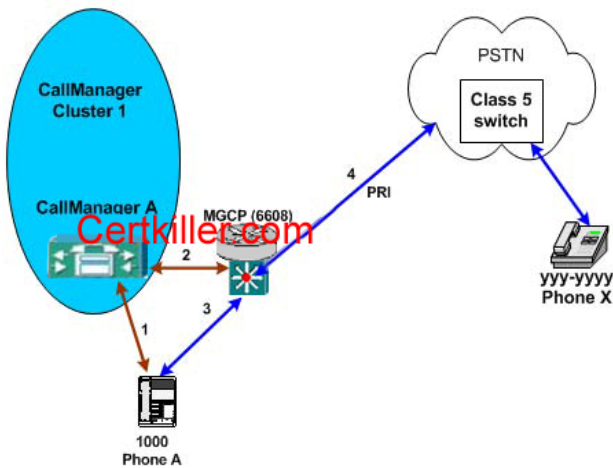 PSTN
Class 5
switch
CallManager
Cluster 1
4
PRI
CallManager A
MGCP (6608)
Certkiller.com
2
yyy-yyyy
Phone X
3
1
1000
Phone A